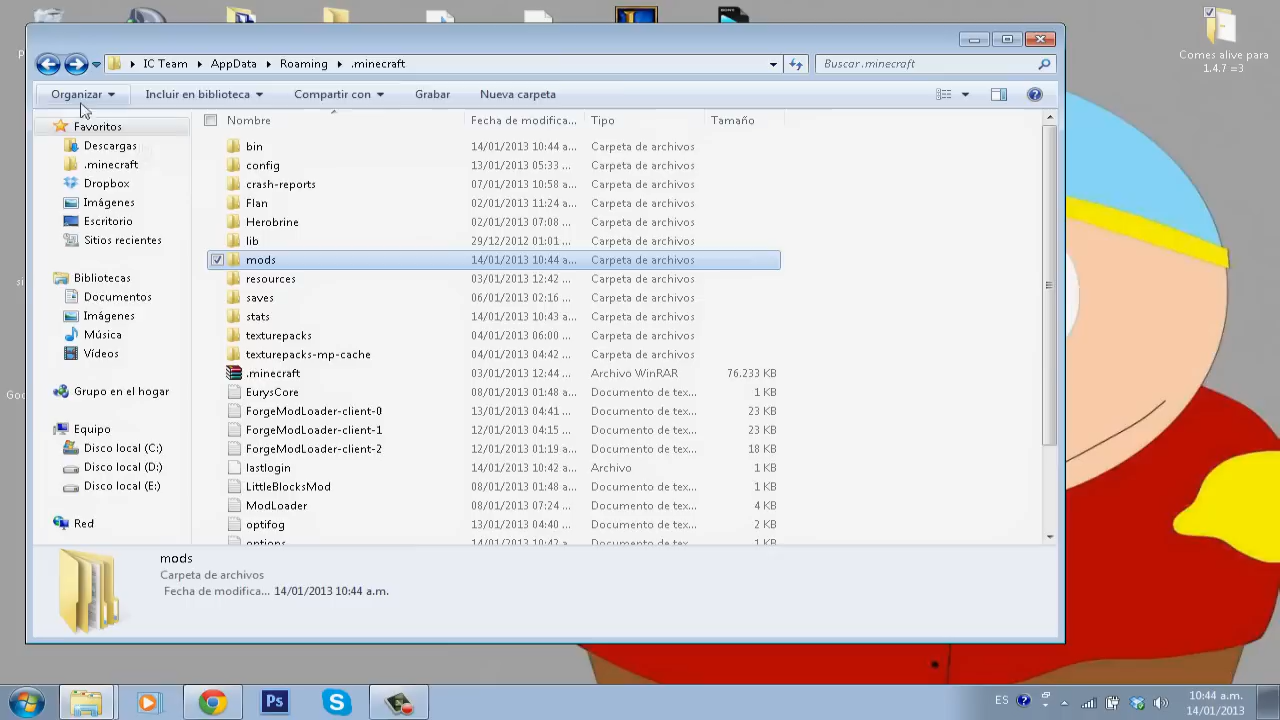 Comes alive para
1.4.7 =3
IC Team AppData Roaming .minecraft
Buscar .minecraft
Organizar Incluir en biblioteca Compartir con Grabar Nueva carpeta
Nombre Fecha de modifica... Tipo Tamaño
Favoritos
Descargas
.minecraft
Dropbox
Imágenes
Escritorio
Sitios recientes
Bibliotecas
Documentos
Imágenes
Música
Vídeos
Grupo en el hogar
Equipo
Disco local (C:)
Disco local (D:)
Disco local (E:)
Red
bin 14/01/2013 10:44 a... Carpeta de archivos
config 13/01/2013 05:33 ... Carpeta de archivos
crash-reports 07/01/2013 10:58 a... Carpeta de archivos
Flan 02/01/2013 11:24 a... Carpeta de archivos
Herobrine 02/01/2013 07:08 ... Carpeta de archivos
lib 29/12/2012 01:01 ... Carpeta de archivos
mods 14/01/2013 10:44 a... Carpeta de archivos
resources 03/01/2013 12:42 ... Carpeta de archivos
saves 06/01/2013 02:16 ... Carpeta de archivos
stats 14/01/2013 10:43 a... Carpeta de archivos
texturepacks 04/01/2013 06:00 ... Carpeta de archivos
texturepacks-mp-cache 04/01/2013 04:42 ... Carpeta de archivos
.minecraft 03/01/2013 12:44 ... Archivo WinRAR 76.233 KB
EurysCore 08/01/2013 01:48 a... Documento de tex... 1 KB
ForgeModLoader-client-0 13/01/2013 04:41 ... Documento de tex... 23 KB
ForgeModLoader-client-1 12/01/2013 04:15 ... Documento de tex... 23 KB
ForgeModLoader-client-2 12/01/2013 01:19 a... Documento de tex... 18 KB
lastlogin 14/01/2013 10:42 a... Archivo 1 KB
LittleBlocksMod 08/01/2013 01:48 a... Documento de tex... 1 KB
ModLoader 08/01/2013 07:24 ... Documento de tex... 4 KB
optifog 13/01/2013 04:40 ... Documento de tex... 2 KB
options 14/01/2013 10:42 a... Documento de tex... 1 KB
mods
Carpeta de archivos
Fecha de modifica... 14/01/2013 10:44 a.m.
Ps
ES
10:44 a.m.
14/01/2013